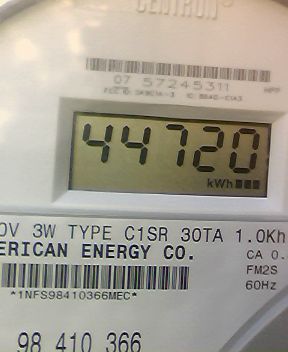 CENTRON
07 57245311
44720
kWh
0V 3W TYPE C1SR 30TA 1.0Kh
ERICAN ENERGY CO.
CA 0.
FM2S
*1NFS98410366MEC*
60Hz
98 410 366